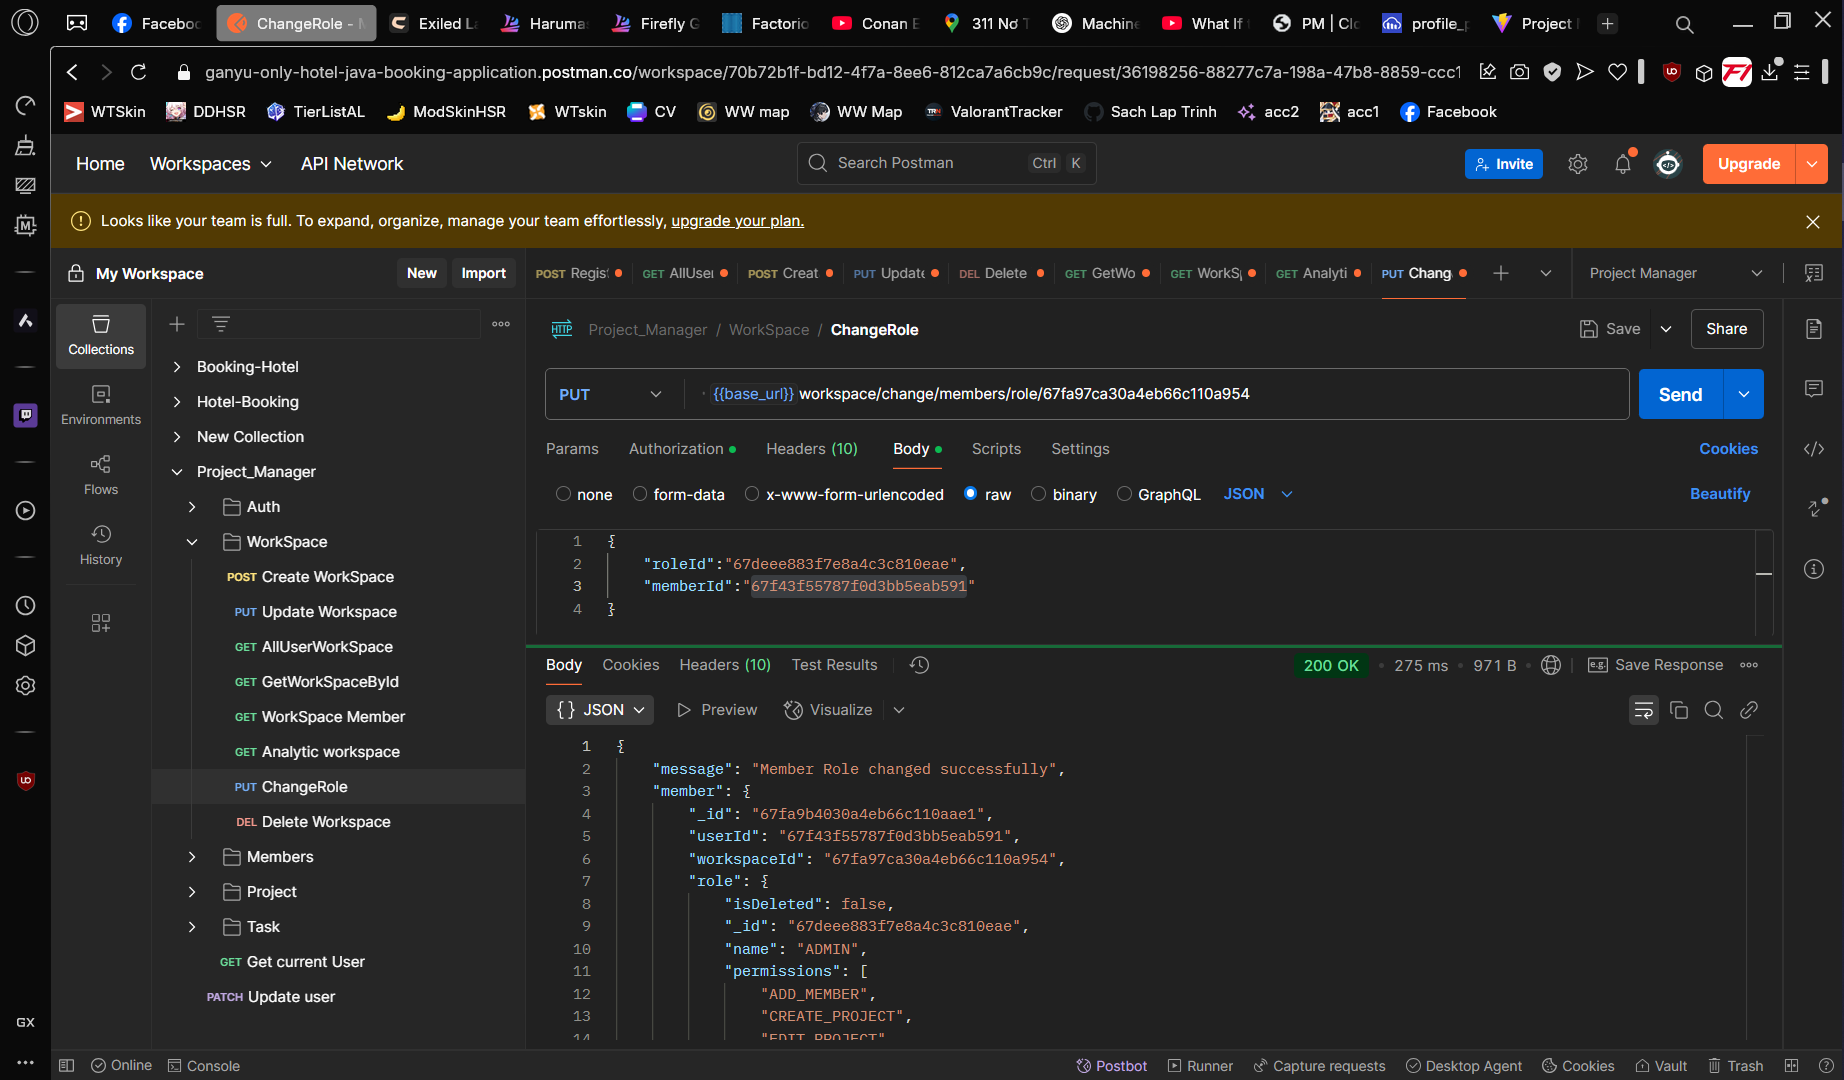 Faceboo
ChangeRole - M
Exiled La
Haruma
Firefly G
Factorio
Conan E
311 Nơ T
Machine
What If
PM | Clo
profile_p
Project
ganyu-only-hotel-java-booking-application.postman.co/workspace/70b72b1f-bd12-4f7a-8ee6-812ca7a6cb9c/request/36198256-88277c7a-198a-47b8-8859-ccc1
WTSkin
DDHSR
TierListAL
ModSkinHSR
WTskin
CV
WW map
WW Map
ValorantTracker
Sach Lap Trinh
acc2
acc1
Facebook
Home
Workspaces
API Network
Search Postman
Ctrl K
Invite
Upgrade
Looks like your team is full. To expand, organize, manage your team effortlessly, upgrade your plan.
My Workspace
New
Import
POST Regist
GET AllUser
POST Creat
PUT Update
DEL Delete
GET GetWo
GET WorkSp
GET Analyti
PUT Chang
Project Manager
Collections
Environments
Flows
History
Booking-Hotel
Hotel-Booking
New Collection
Project_Manager
Auth
WorkSpace
POST Create WorkSpace
PUT Update Workspace
GET AllUserWorkSpace
GET GetWorkSpaceById
GET WorkSpace Member
GET Analytic workspace
PUT ChangeRole
DEL Delete Workspace
Members
Project
Task
GET Get current User
PATCH Update user
HTTP Project_Manager / WorkSpace / ChangeRole
Save
Share
PUT
{{base_url}} workspace/change/members/role/67fa97ca30a4eb66c110a954
Send
Params
Authorization
Headers (10)
Body
Scripts
Settings
Cookies
none
form-data
x-www-form-urlencoded
raw
binary
GraphQL
JSON
Beautify
1 {
2 "roleId":"67deee883f7e8a4c3c810eae",
3 "memberId":"67f43f55787f0d3bb5eab591"
4 }
Body
Cookies
Headers (10)
Test Results
200 OK
275 ms
971 B
e.g. Save Response
{} JSON
Preview
Visualize
1 {
2 "message": "Member Role changed successfully",
3 "member": {
4 "_id": "67fa9b4030a4eb66c110aae1",
5 "userId": "67f43f55787f0d3bb5eab591",
6 "workspaceId": "67fa97ca30a4eb66c110a954",
7 "role": {
8 "isDeleted": false,
9 "_id": "67deee883f7e8a4c3c810eae",
10 "name": "ADMIN",
11 "permissions": [
12 "ADD_MEMBER",
13 "CREATE_PROJECT",
14 "EDIT_PROJECT",
GX
Online
Console
Postbot
Runner
Capture requests
Desktop Agent
Cookies
Vault
Trash